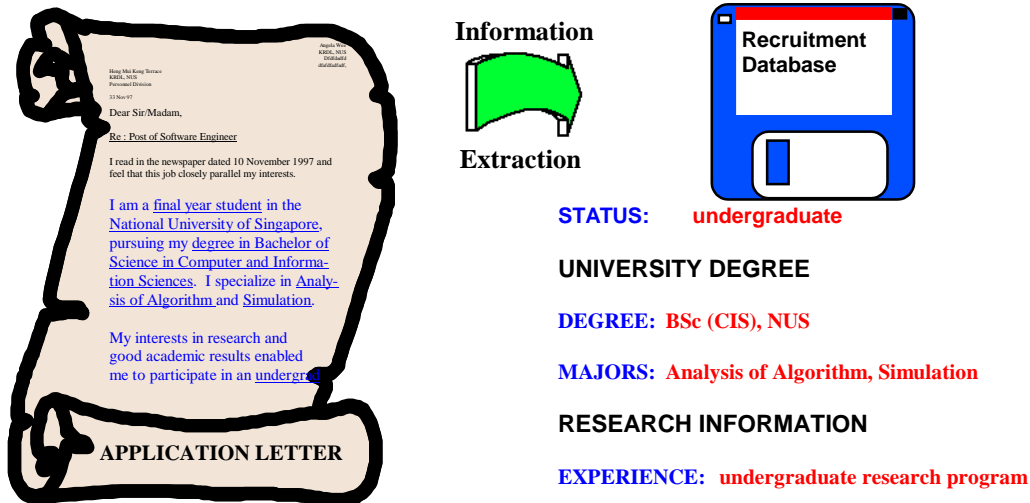 Angela Wee
KRDL, NUS
Heng Mui Keng Terrace
KRDL, NUS
Personnel Division
33 Nov 97
Dear Sir/Madam,
Re : Post of Software Engineer
I read in the newspaper dated 10 November 1997 and
feel that this job closely parallel my interests.
I am a final year student in the
National University of Singapore,
pursuing my degree in Bachelor of
Science in Computer and Informa-
tion Sciences. I specialize in Analy-
sis of Algorithm and Simulation.
My interests in research and
good academic results enabled
me to participate in an undergrad
APPLICATION LETTER
Information
Extraction
Recruitment
Database
STATUS: undergraduate
UNIVERSITY DEGREE
DEGREE: BSc (CIS), NUS
MAJORS: Analysis of Algorithm, Simulation
RESEARCH INFORMATION
EXPERIENCE: undergraduate research program